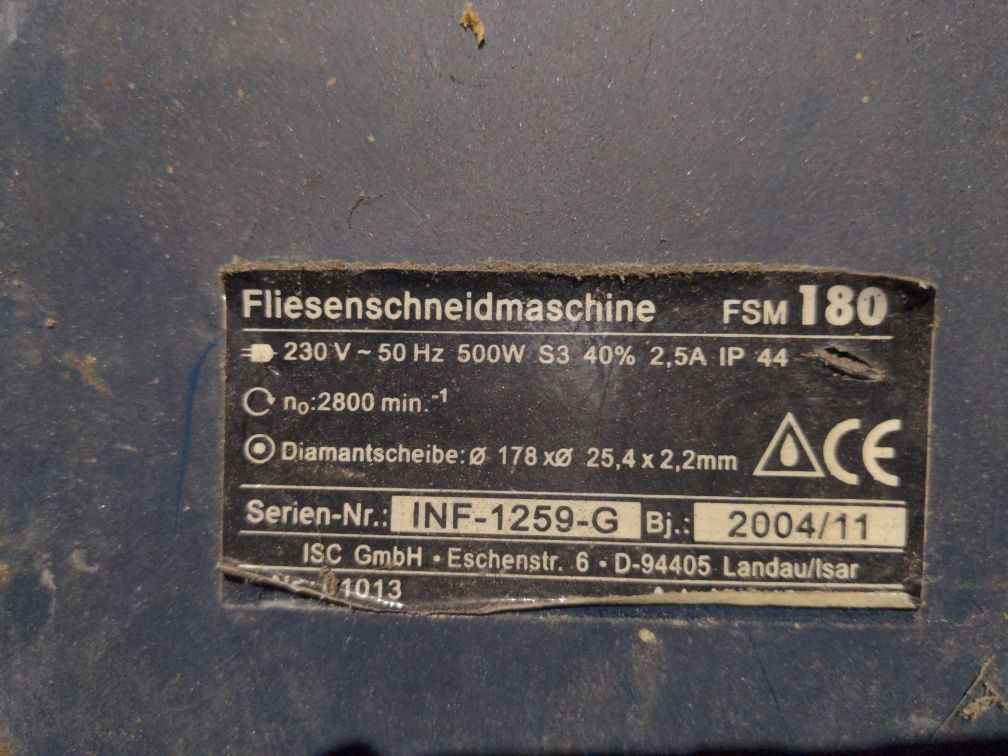 Fliesenschneidmaschine FSM 180
230 V ~ 50 Hz 500W S3 40% 2,5A IP 44
n₀:2800 min.⁻¹
Diamantscheibe: Ø 178 xØ 25,4 x 2,2mm
CE
Serien-Nr.: INF-1259-G Bj.: 2004/11
ISC GmbH • Eschenstr. 6 • D-94405 Landau/Isar
1013